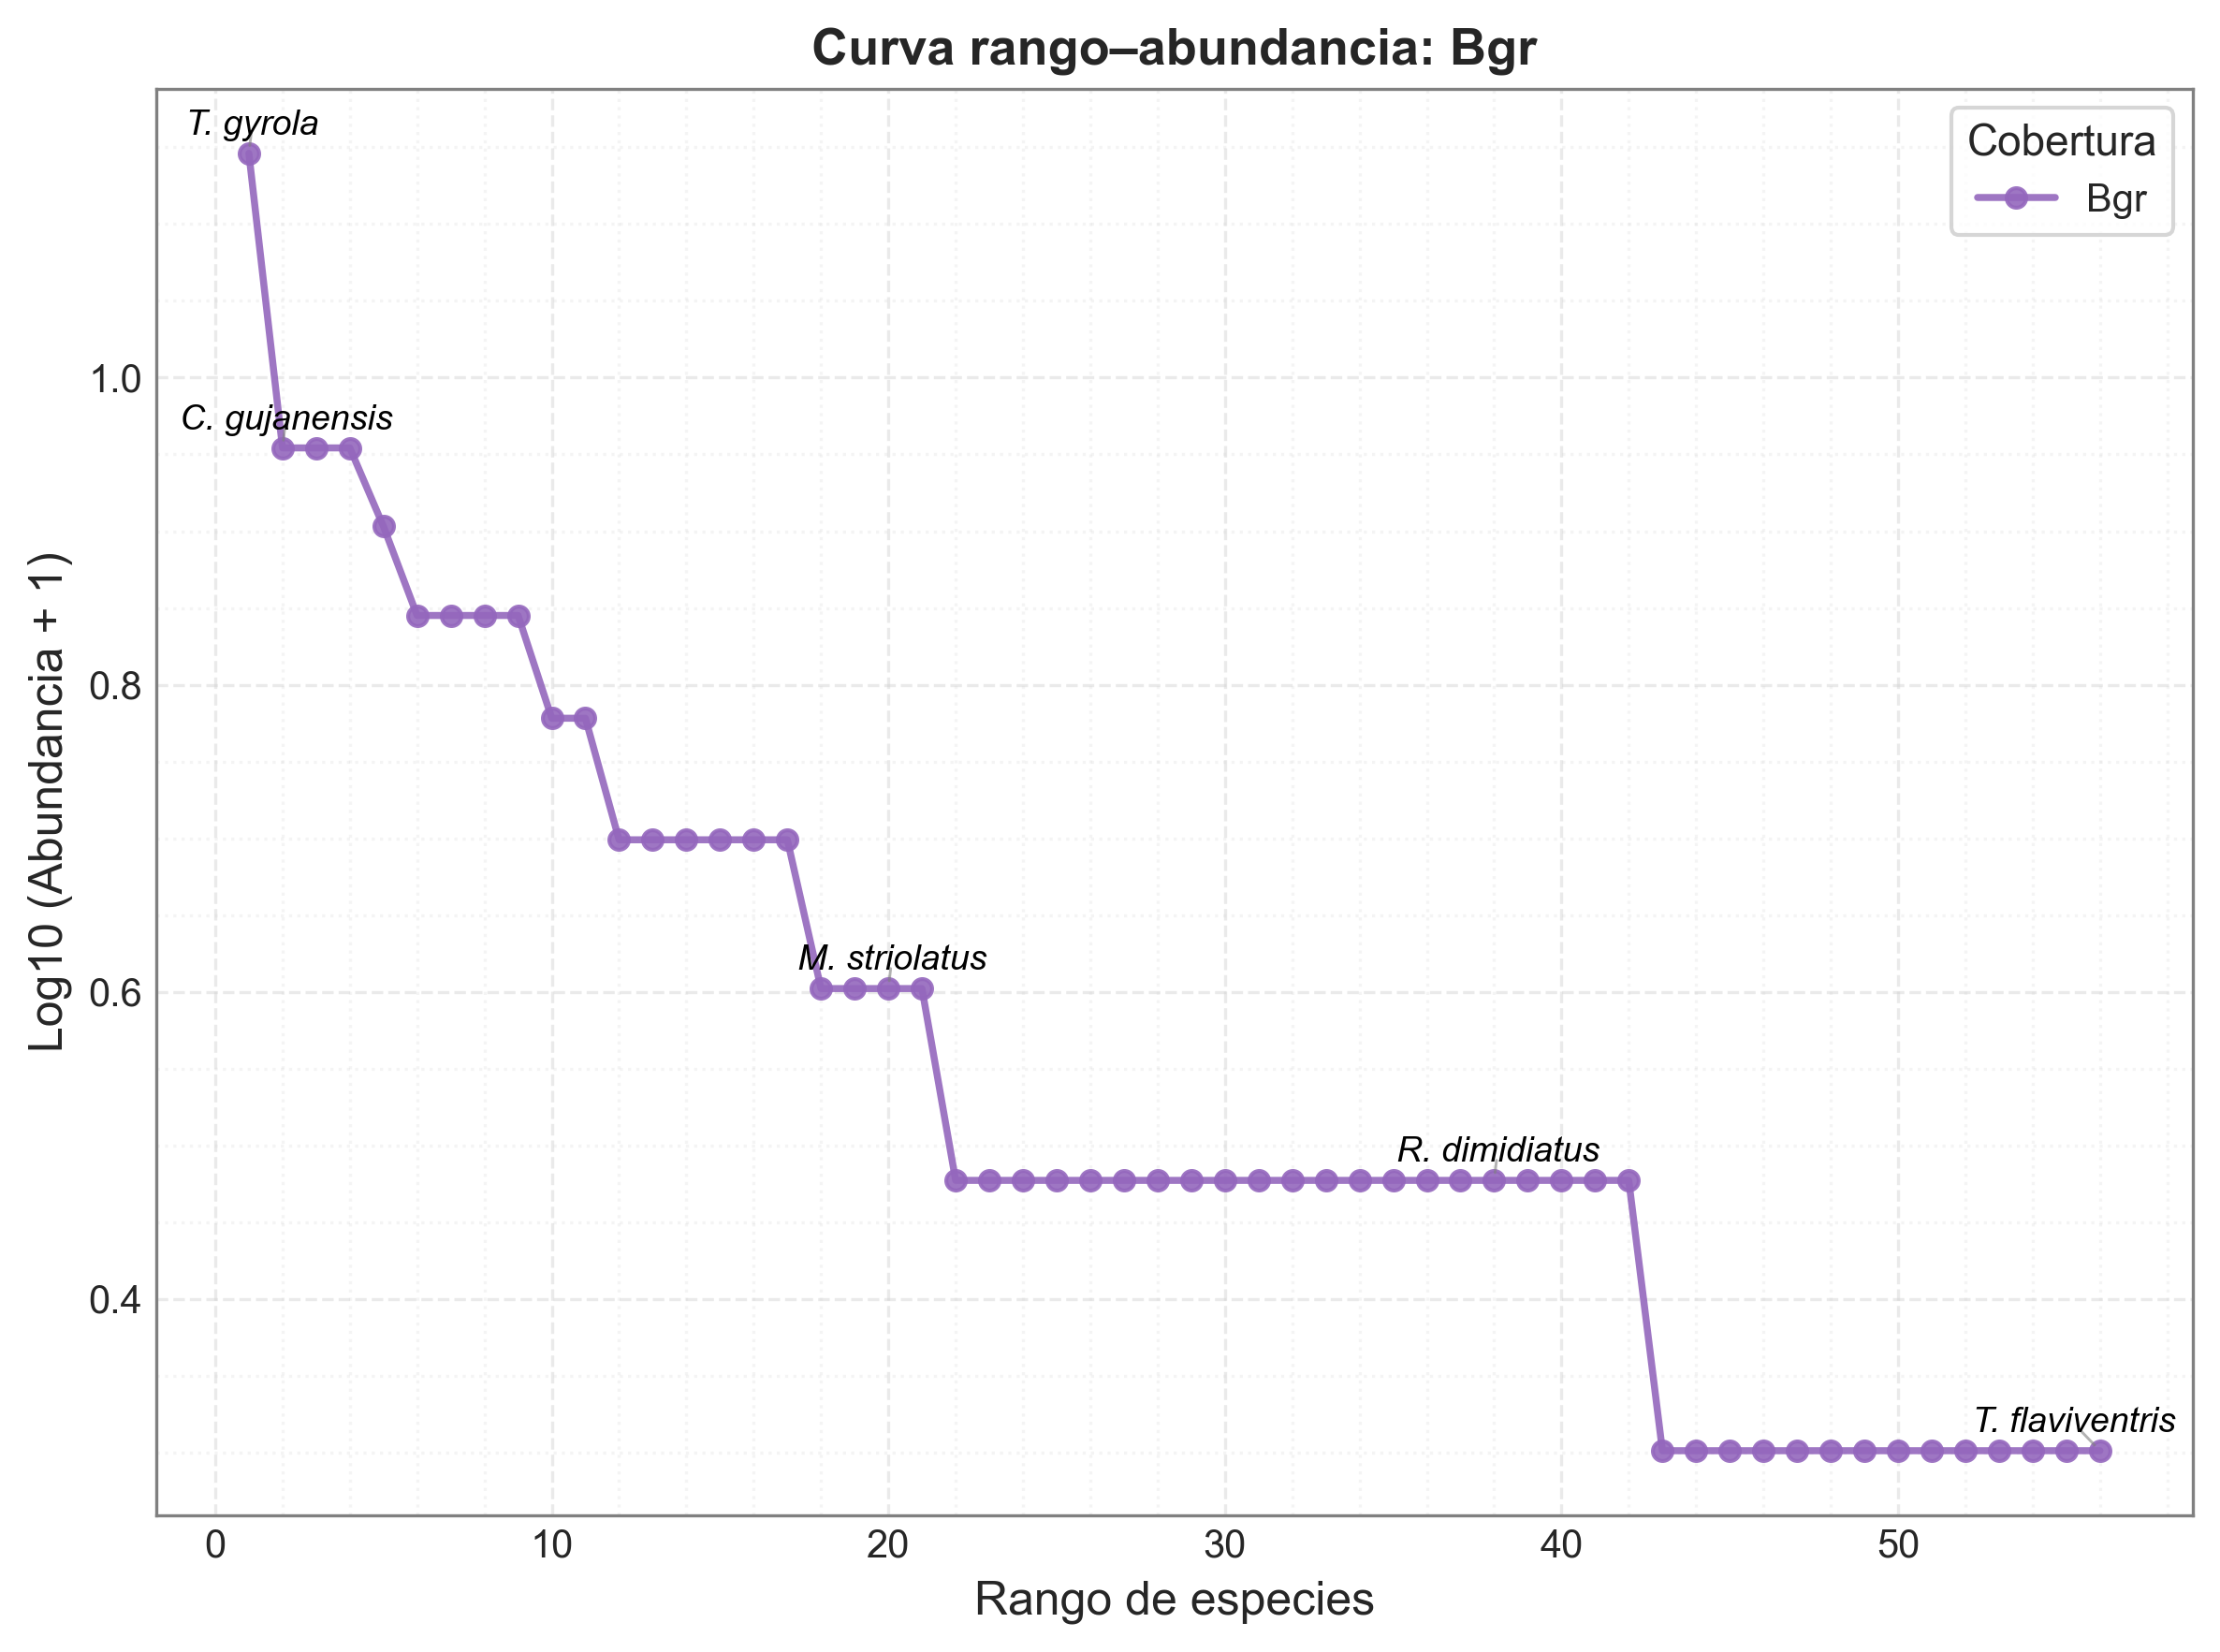 Curva rango–abundancia: Bgr
T. gyrola
Cobertura
Bgr
C. gujanensis
M. striolatus
R. dimidiatus
T. flaviventris
Log10 (Abundancia + 1)
1.0
0.8
0.6
0.4
0 10 20 30 40 50
Rango de especies